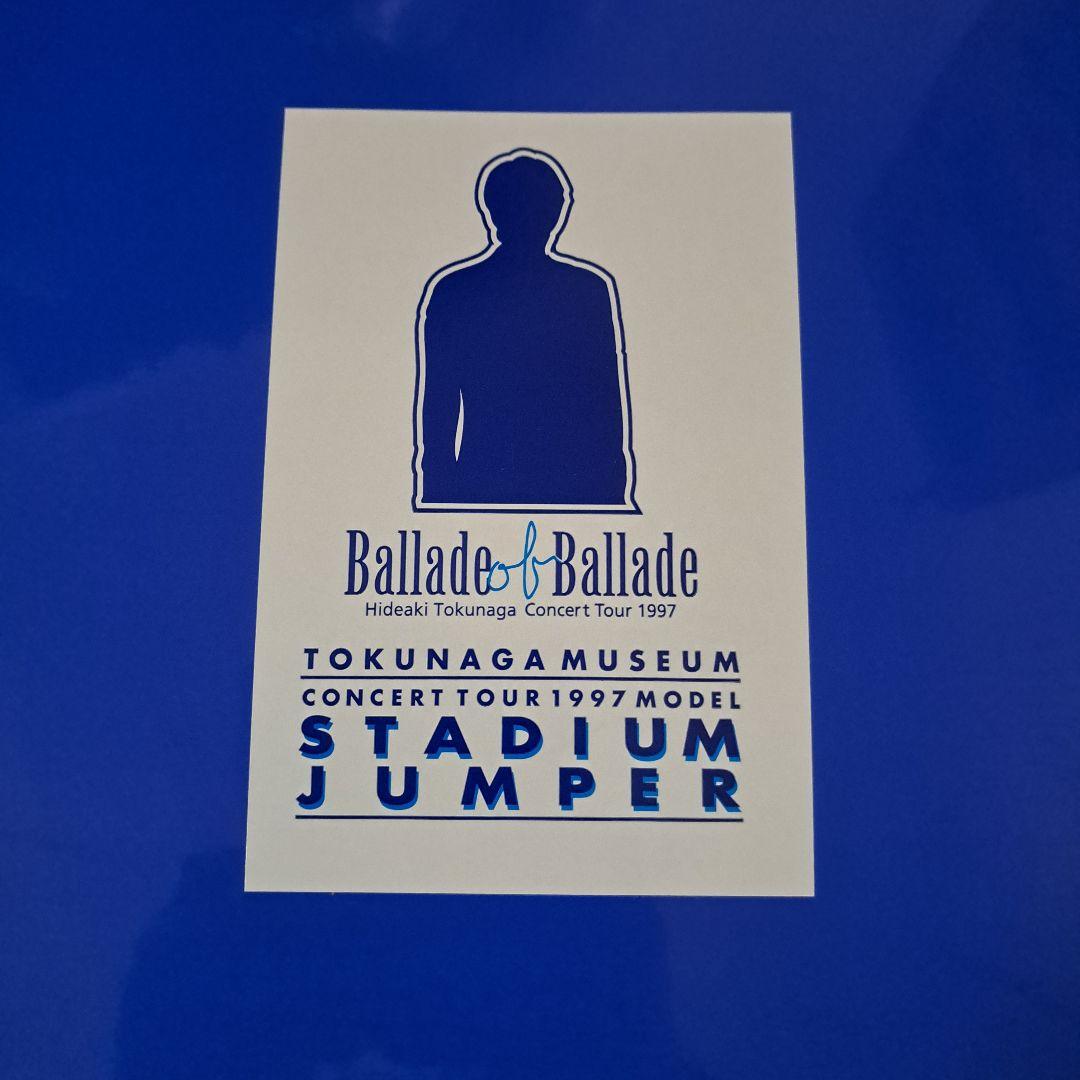 Ballade of Ballade
Hideaki Tokunaga Concert Tour 1997
TOKUNAGA MUSEUM
CONCERT TOUR 1997 MODEL
STADIUM
JUMPER